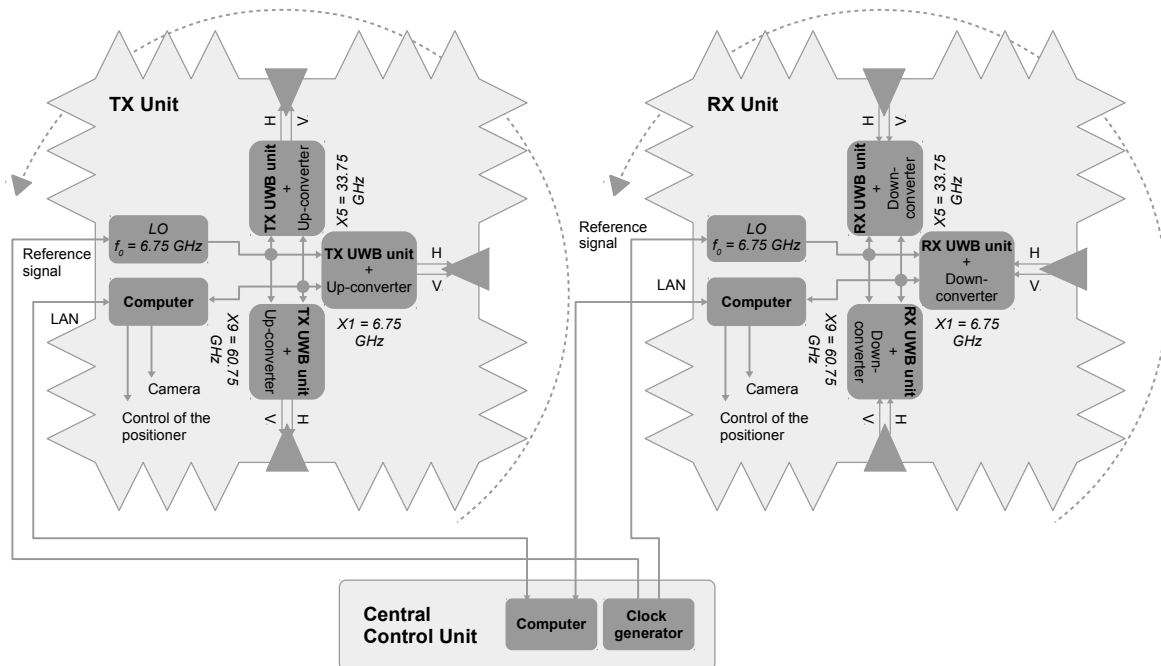 TX Unit
H
V
TX UWB unit
+
Up-converter
X5 = 33.75
GHz
LO
f0 = 6.75 GHz
Reference
signal
TX UWB unit
+
Up-converter
H
V
Computer
LAN
X1 = 6.75
GHz
X9 = 60.75
GHz
Up-converter
+
TX UWB unit
V
H
Camera
Control of the
positioner
RX Unit
H
V
RX UWB unit
+
Down-
converter
X5 = 33.75
GHz
LO
f0 = 6.75 GHz
Reference
signal
RX UWB unit
+
Down-
converter
H
V
Computer
LAN
X1 = 6.75
GHz
X9 = 60.75
GHz
Down-
converter
+
RX UWB unit
V
H
Camera
Control of the
positioner
Central
Control Unit
Computer
Clock
generator